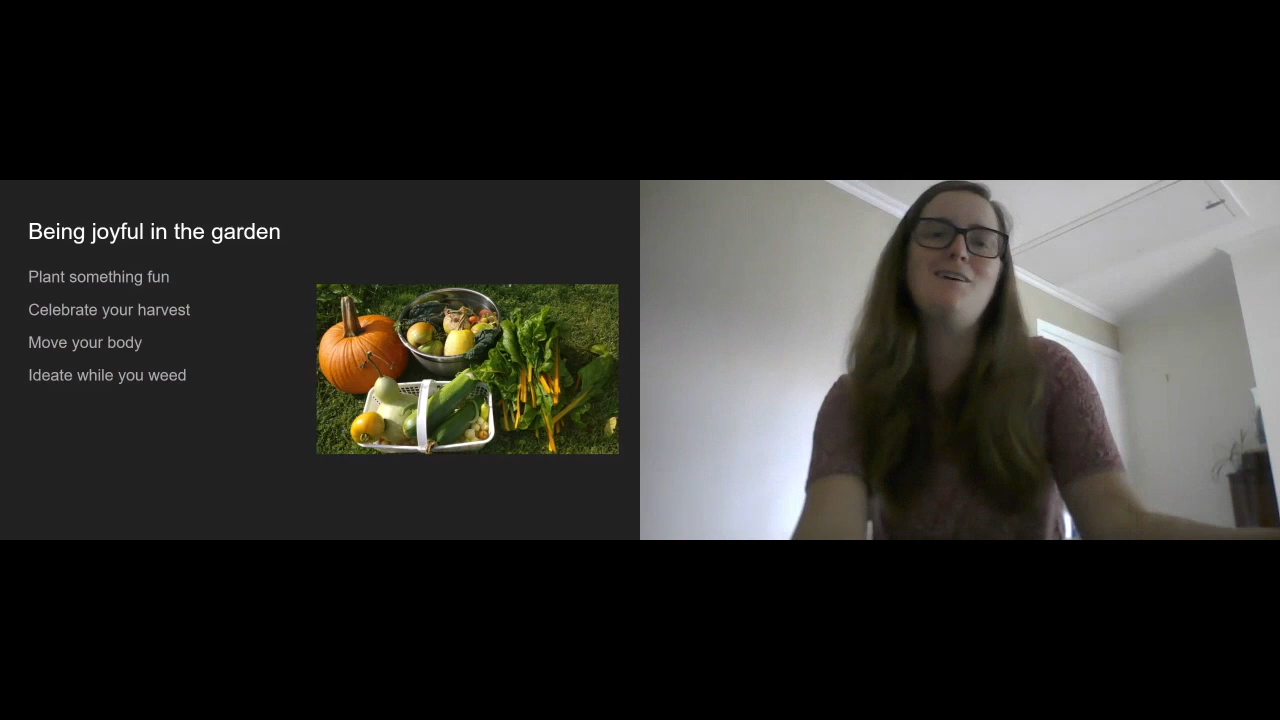 Being joyful in the garden
Plant something fun
Celebrate your harvest
Move your body
Ideate while you weed